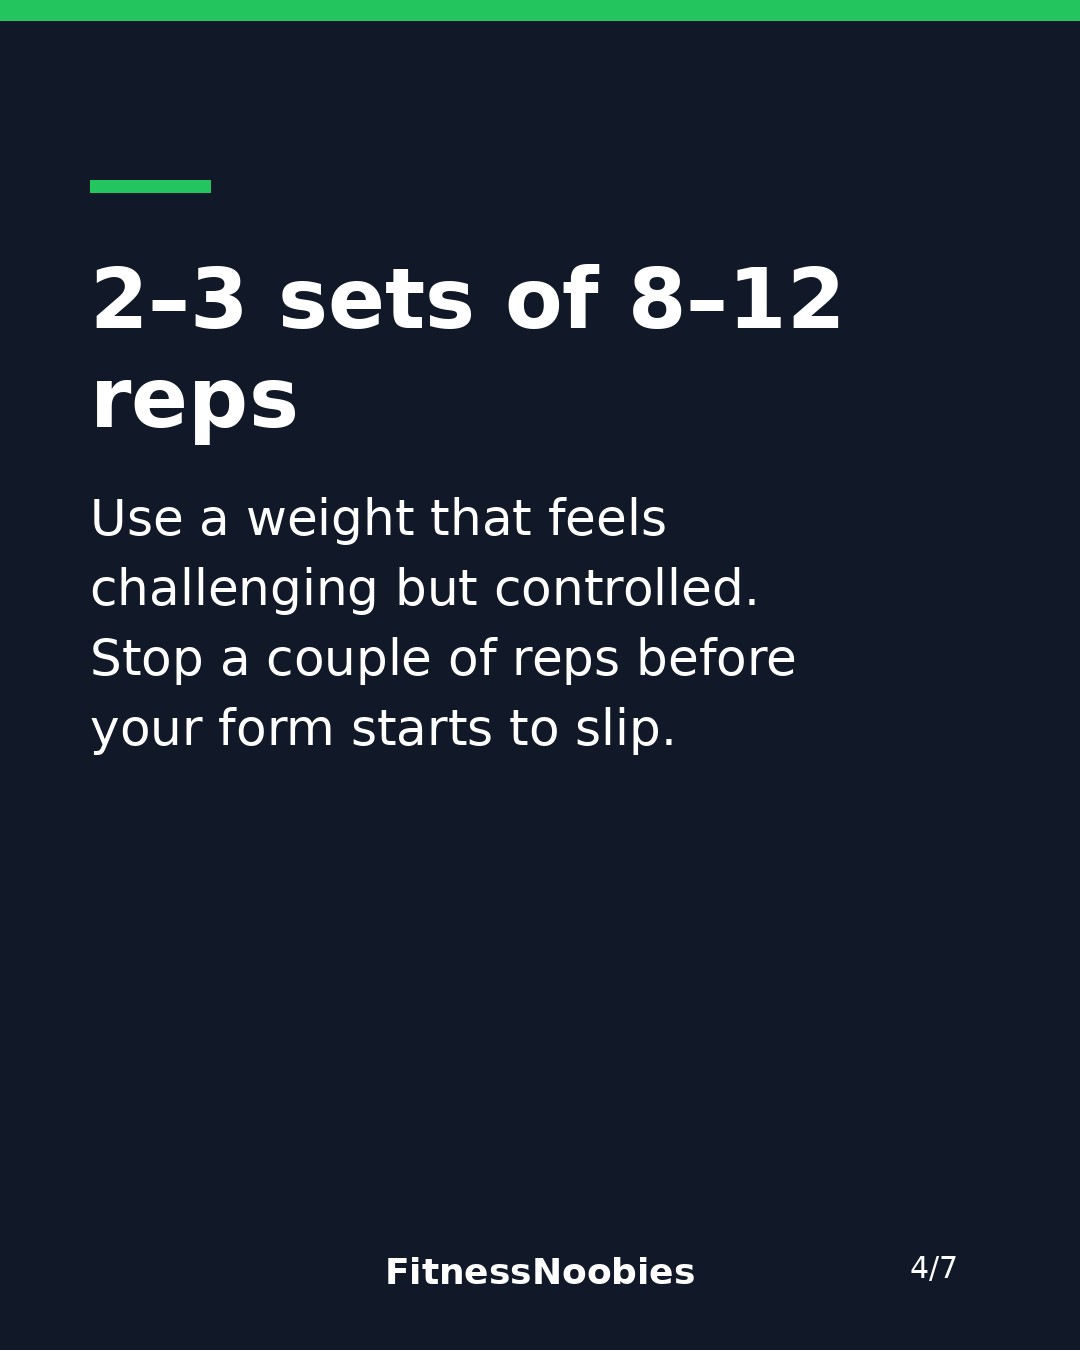 2–3 sets of 8–12
reps
Use a weight that feels
challenging but controlled.
Stop a couple of reps before
your form starts to slip.
FitnessNoobies
4/7